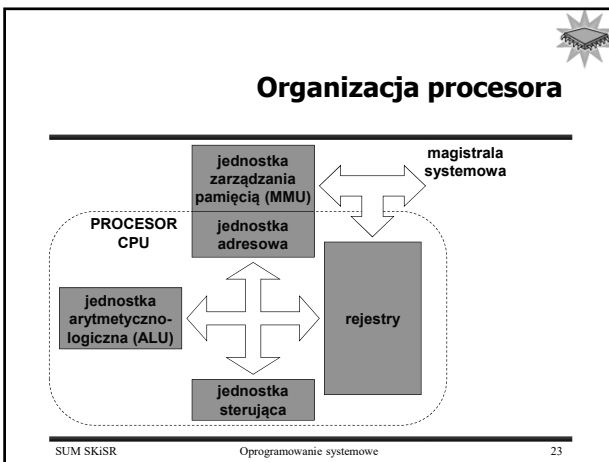 Organizacja procesora
jednostka
zarządzania
pamięcią (MMU)
magistrala
systemowa
PROCESOR
CPU
jednostka
adresowa
jednostka
arytmetyczno-
logiczna (ALU)
rejestry
jednostka
sterująca
SUM SKiSR
Oprogramowanie systemowe
23